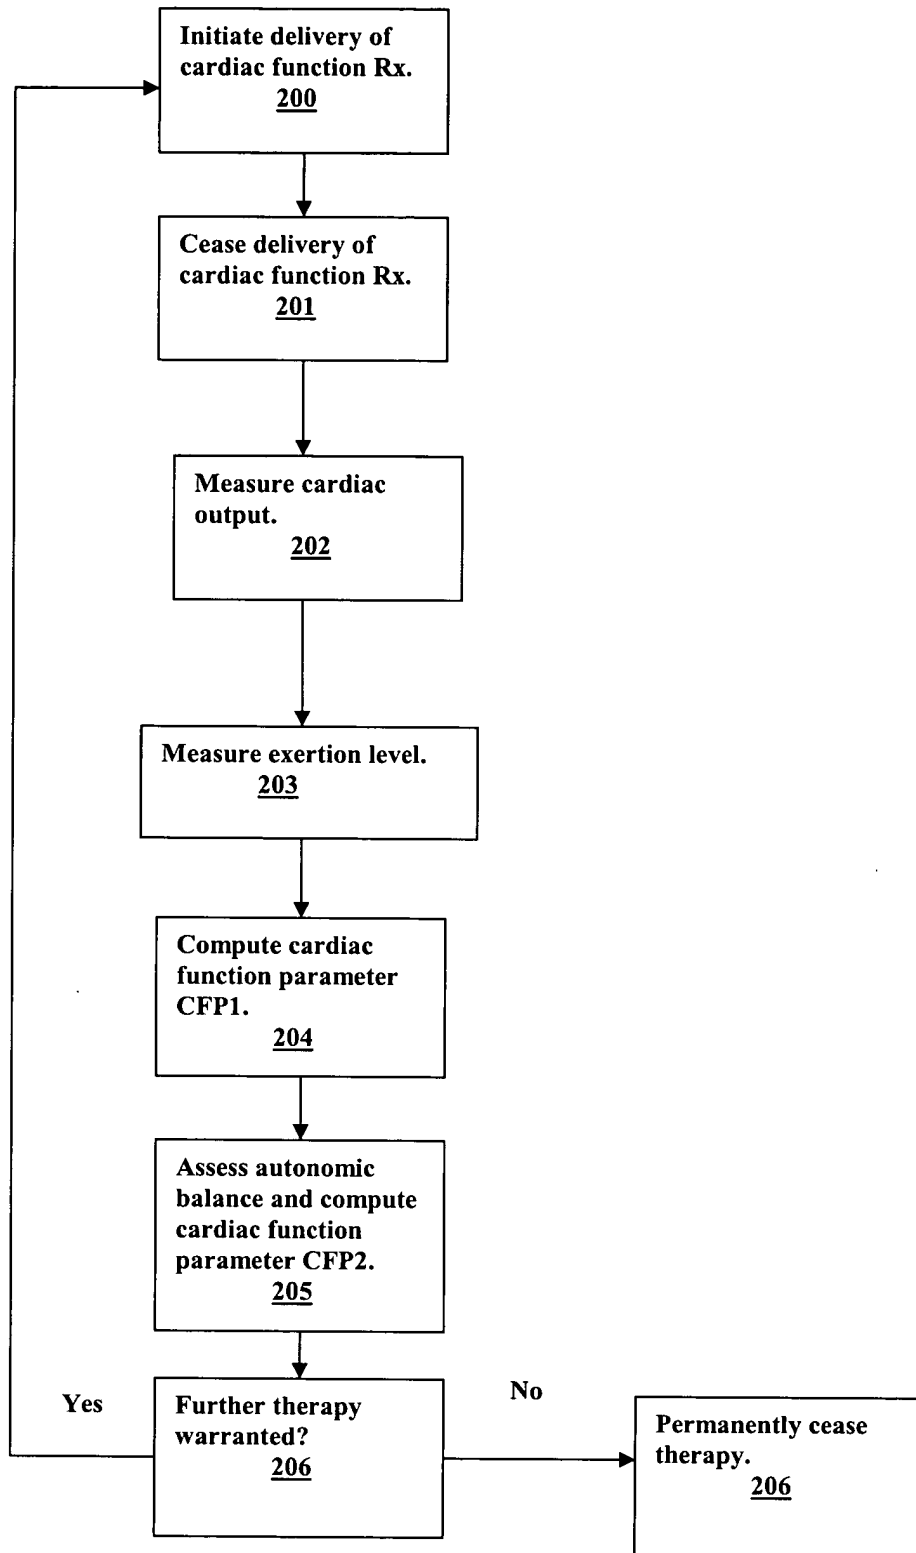 Initiate delivery of
cardiac function Rx.
200
Cease delivery of
cardiac function Rx.
201
Measure cardiac
output.
202
Measure exertion level.
203
Compute cardiac
function parameter
CFP1.
204
Assess autonomic
balance and compute
cardiac function
parameter CFP2.
205
Yes
Further therapy
warranted?
206
No
Permanently cease
therapy.
206